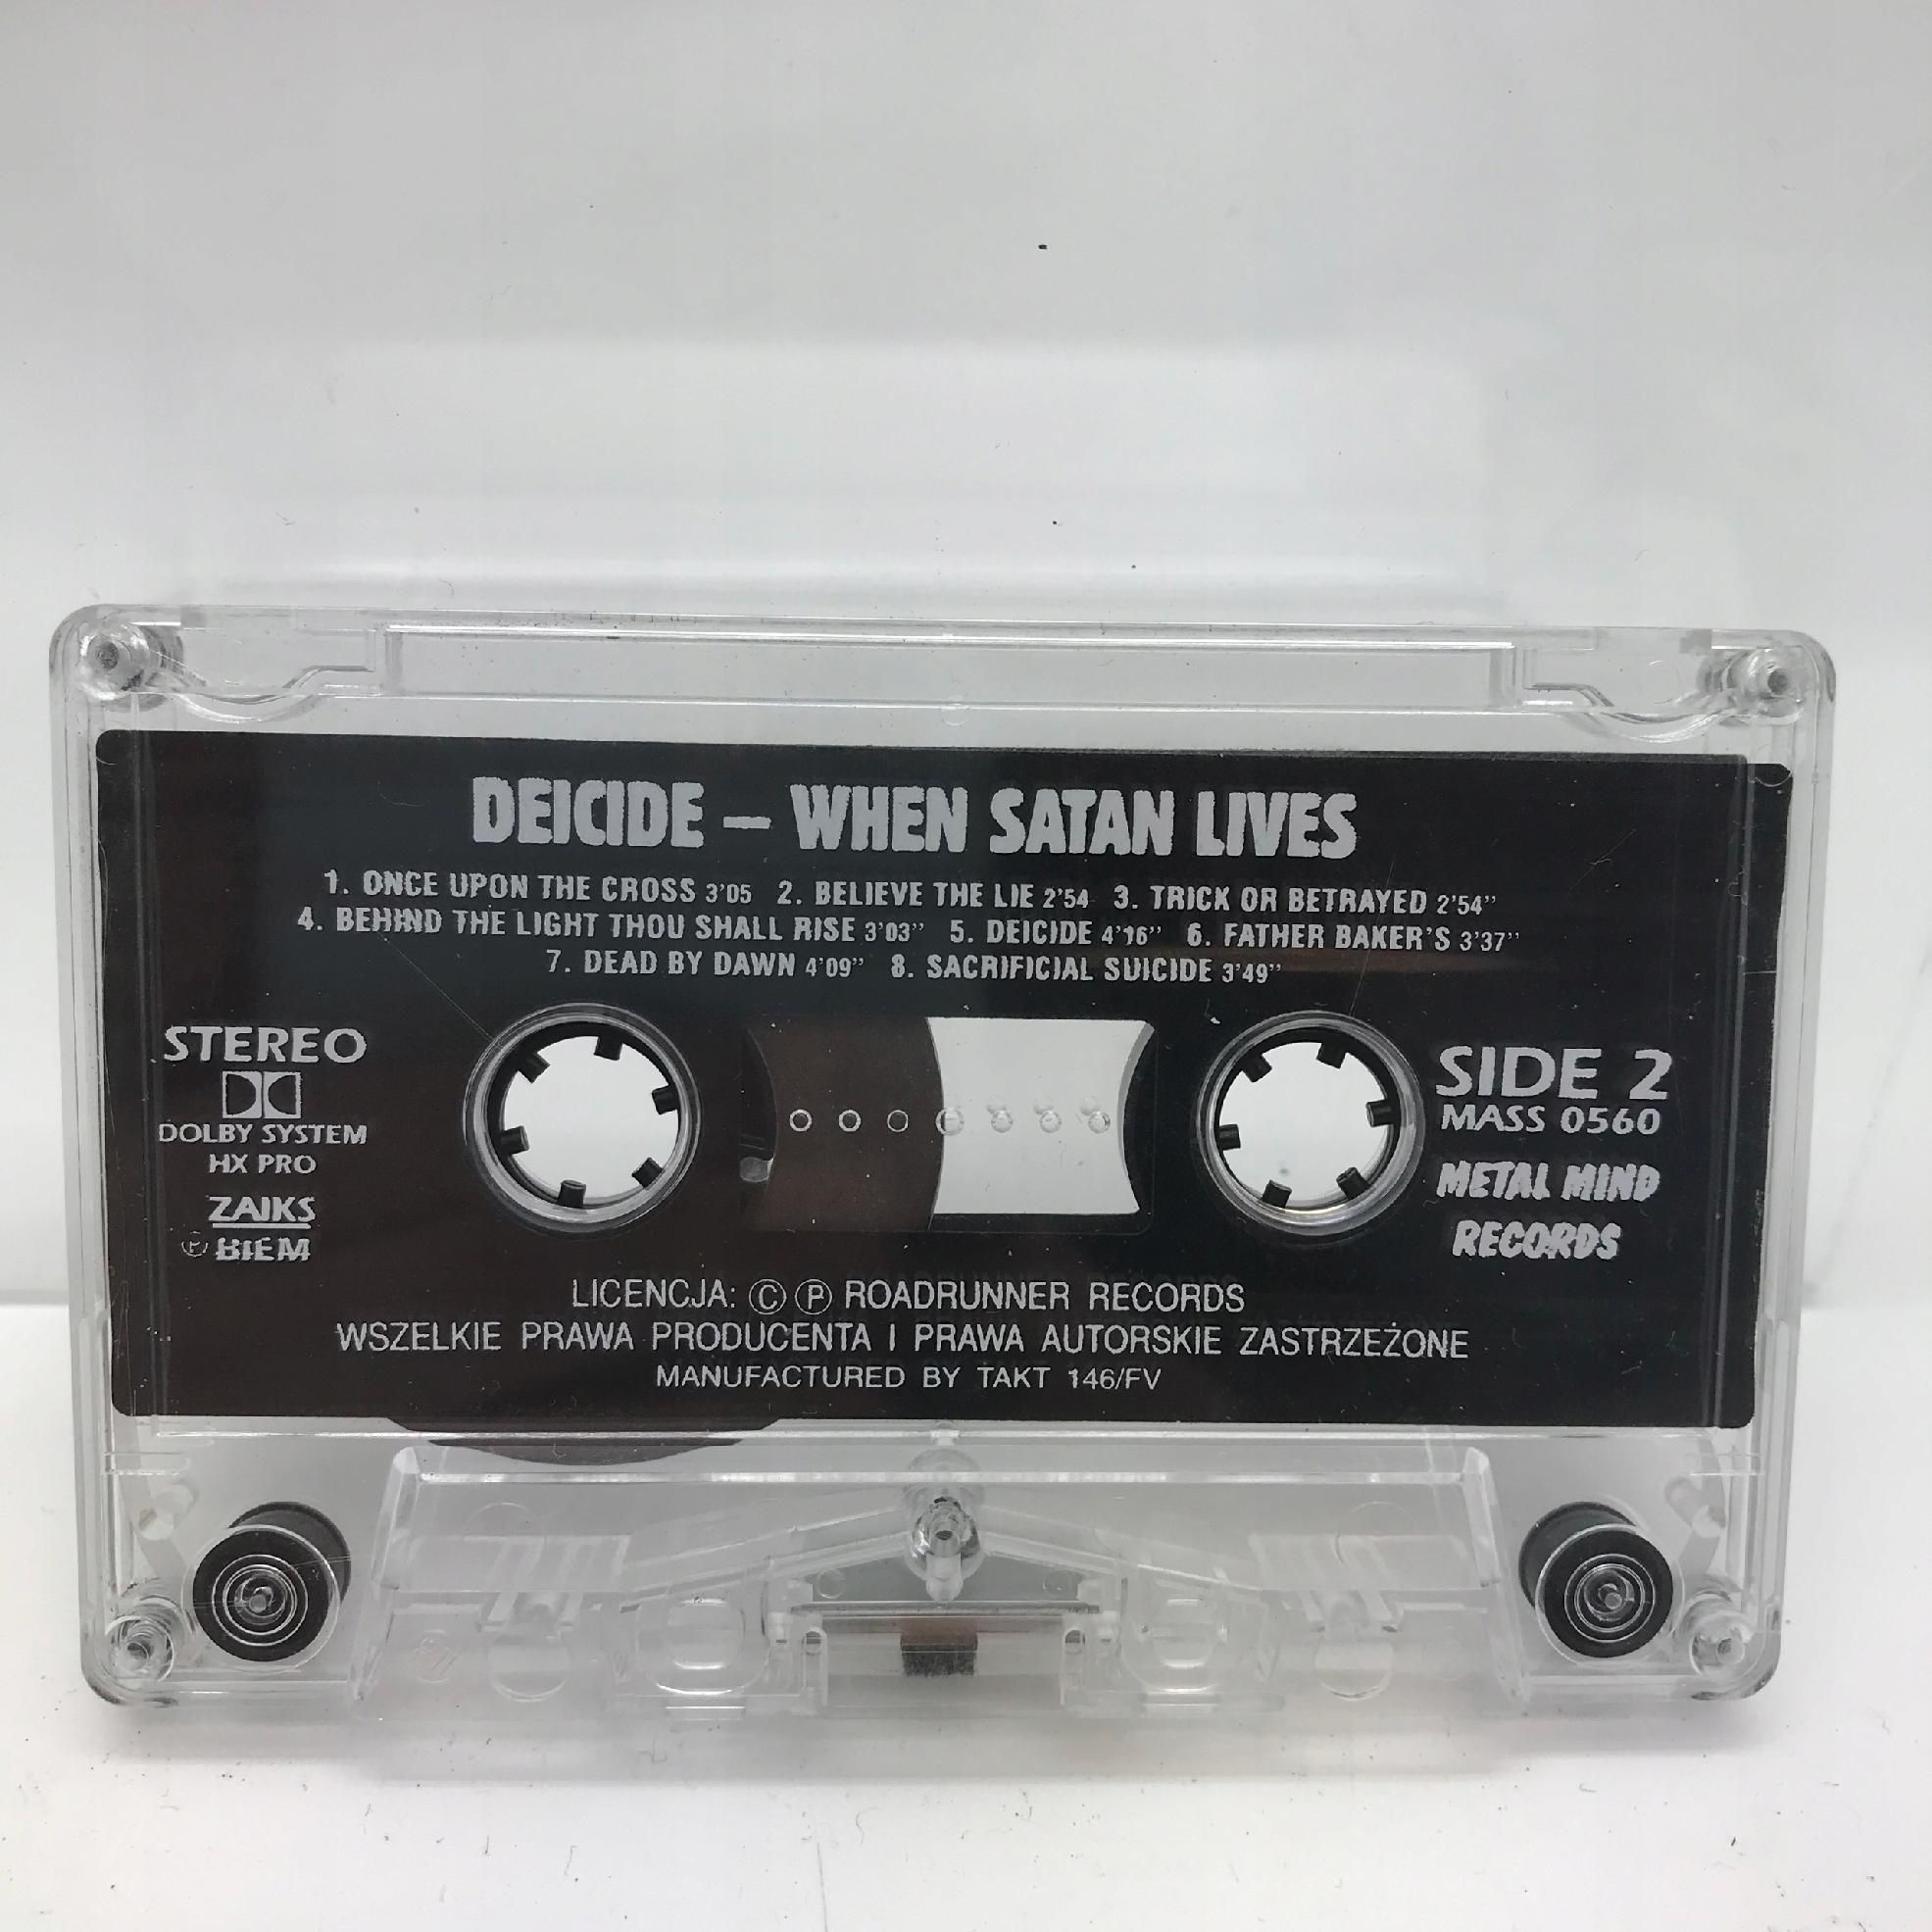 DEICIDE – WHEN SATAN LIVES
1. ONCE UPON THE CROSS 3'05 2. BELIEVE THE LIE 2'54 3. TRICK OR BETRAYED 2'54"
4. BEHIND THE LIGHT THOU SHALL RISE 3'03" 5. DEICIDE 4'16" 6. FATHER BAKER'S 3'37"
7. DEAD BY DAWN 4'09" 8. SACRIFICIAL SUICIDE 3'49"
STEREO
DOLBY SYSTEM
HX PRO
ZAIKS
Ⓟ BIEM
SIDE 2
MASS 0560
METAL MIND
RECORDS
LICENCJA: © Ⓟ ROADRUNNER RECORDS
WSZELKIE PRAWA PRODUCENTA I PRAWA AUTORSKIE ZASTRZEŻONE
MANUFACTURED BY TAKT 146/FV